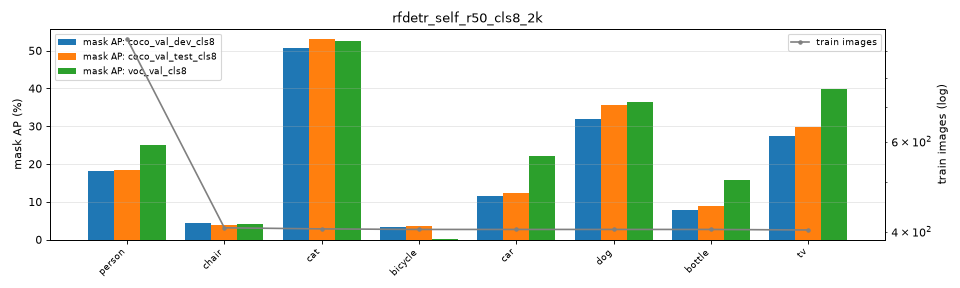 rfdetr_self_r50_cls8_2k
mask AP: coco_val_dev_cls8
mask AP: coco_val_test_cls8
mask AP: voc_val_cls8
train images
mask AP (%)
50
40
30
20
10
0
train images (log)
6 × 10²
4 × 10²
person
chair
cat
bicycle
car
dog
bottle
tv